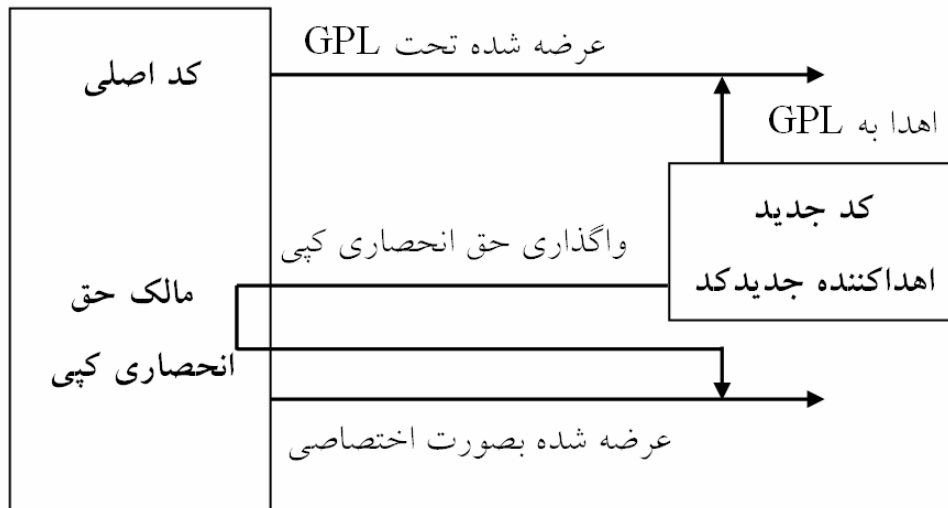 عرضه شده تحت GPL
کد اصلی
اهدا به GPL
کد جدید
اهداکننده جدیدکد
واگذاری حق انحصاری کپی
مالک حق
انحصاری کپی
عرضه شده بصورت اختصاصی